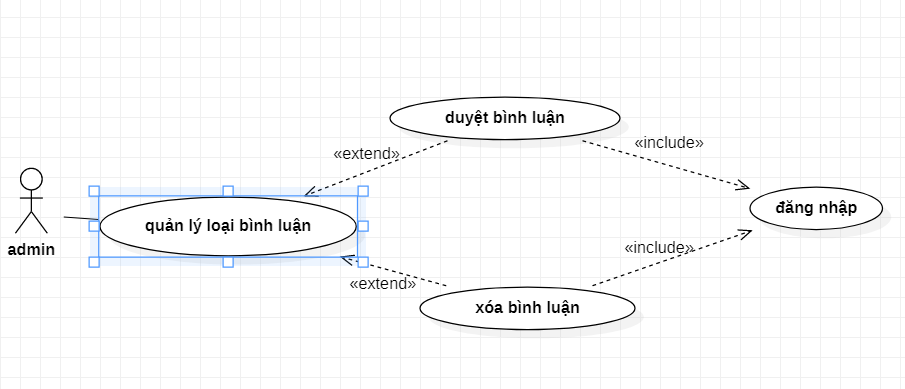 duyệt bình luận
«include»
«extend»
đăng nhập
quản lý loại bình luận
admin
«include»
«extend»
xóa bình luận